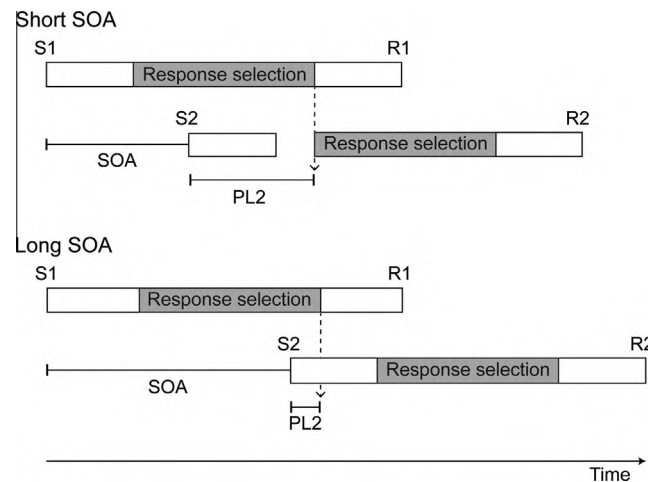 Short SOA
S1 R1
Response selection
S2 R2
Response selection
SOA
PL2
Long SOA
S1 R1
Response selection
S2 R2
Response selection
SOA
PL2
Time